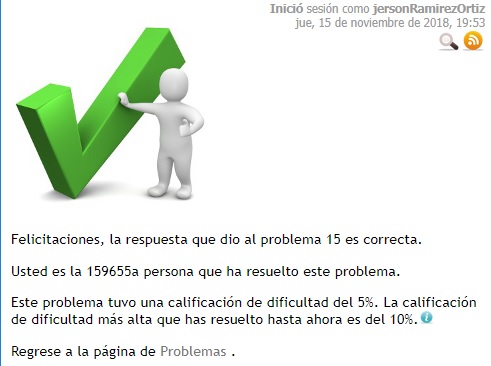 Inició sesión como jersonRamirezOrtiz
jue, 15 de noviembre de 2018, 19:53
Felicitaciones, la respuesta que dio al problema 15 es correcta.
Usted es la 159655a persona que ha resuelto este problema.
Este problema tuvo una calificación de dificultad del 5%. La calificación
de dificultad más alta que has resuelto hasta ahora es del 10%.
Regrese a la página de Problemas .